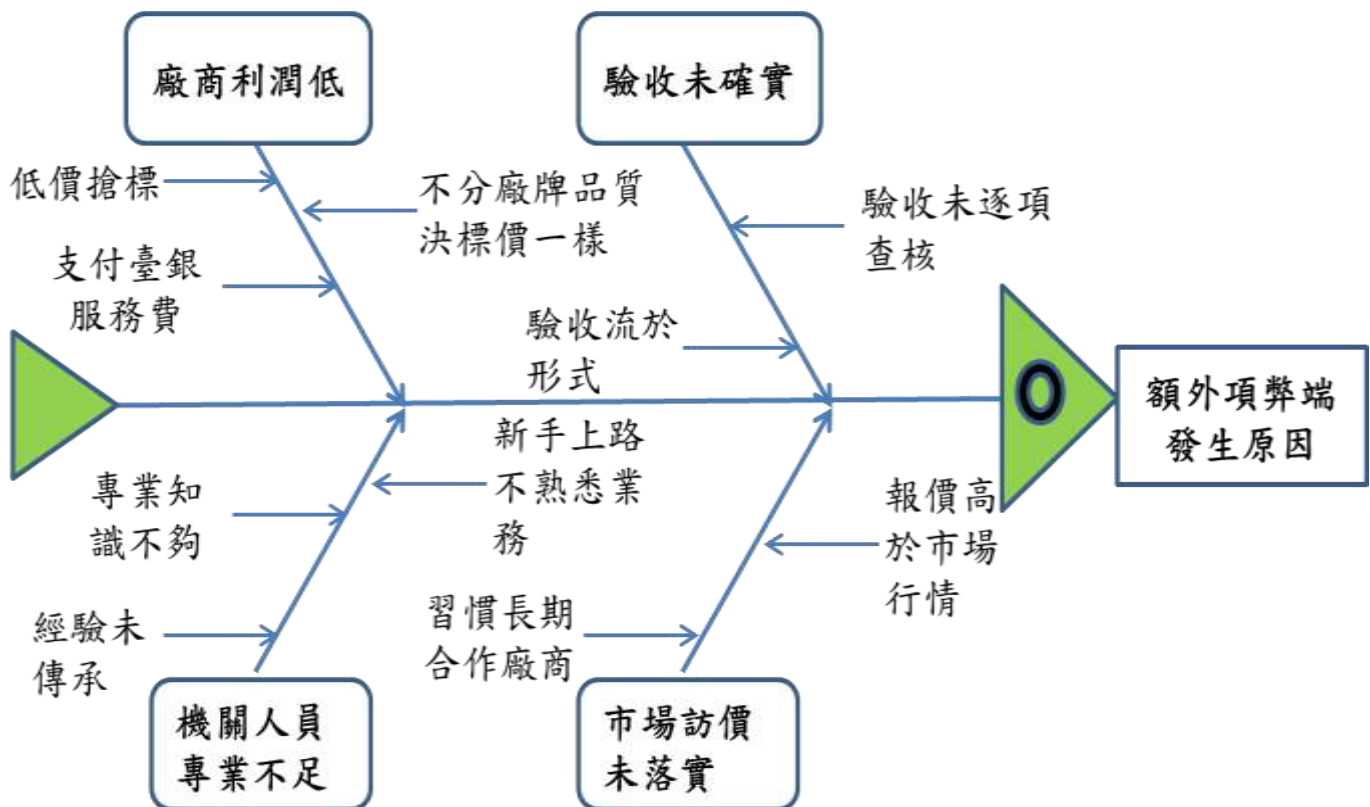 廠商利潤低
驗收未確實
低價搶標
不分廠牌品質
決標價一樣
驗收未逐項
查核
支付臺銀
服務費
驗收流於
形式
額外項弊端
發生原因
新手上路
不熟悉業
務
專業知
識不夠
報價高
於市場
行情
經驗未
傳承
習慣長期
合作廠商
機關人員
專業不足
市場訪價
未落實